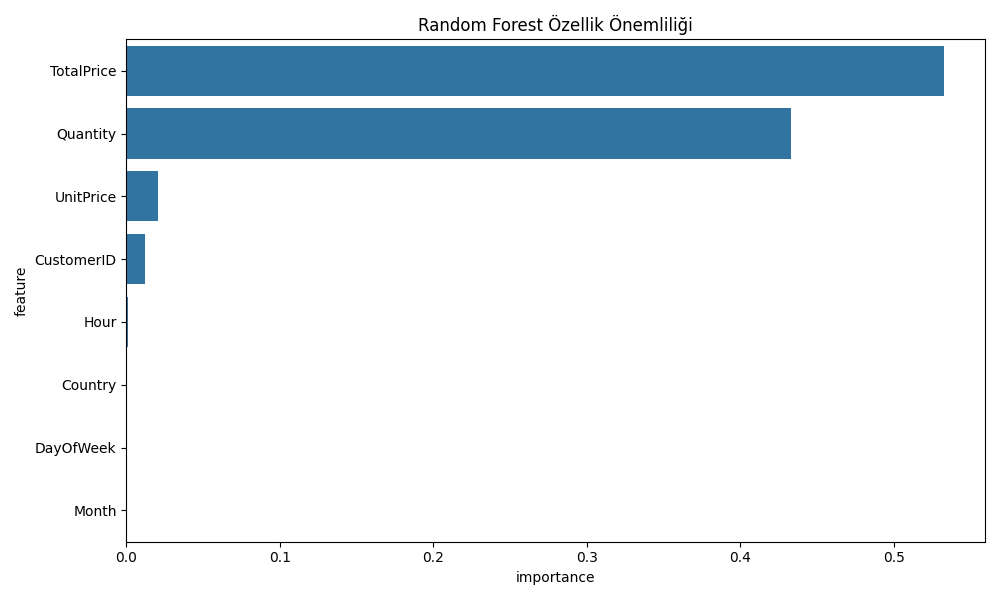 Random Forest Özellik Önemliliği
TotalPrice
Quantity
UnitPrice
CustomerID
Hour
Country
DayOfWeek
Month
feature
0.0 0.1 0.2 0.3 0.4 0.5
importance